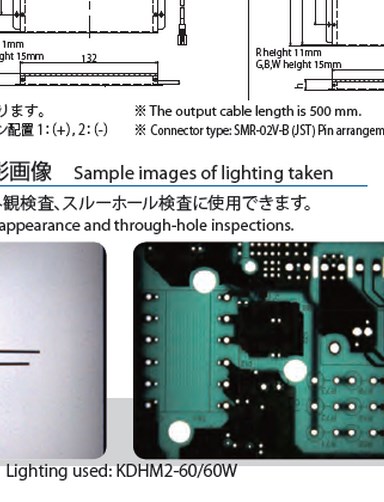 1mm
ght 15mm
132
R height 11mm
G,B,W height 15mm
ります。
※ The output cable length is 500 mm.
ン配置 1：(+)，2：(-)
※ Connector type: SMR-02V-B (JST) Pin arrangem
影画像 Sample images of lighting taken
観検査、スルーホール検査に使用できます。
appearance and through-hole inspections.
Lighting used: KDHM2-60/60W